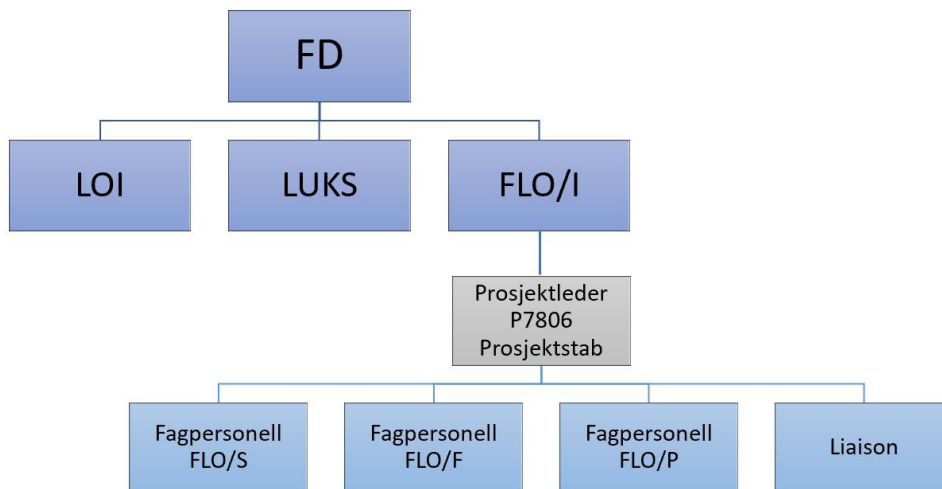 FD
LOI
LUKS
FLO/I
Prosjektleder
P7806
Prosjektstab
Fagpersonell
FLO/S
Fagpersonell
FLO/F
Fagpersonell
FLO/P
Liaison